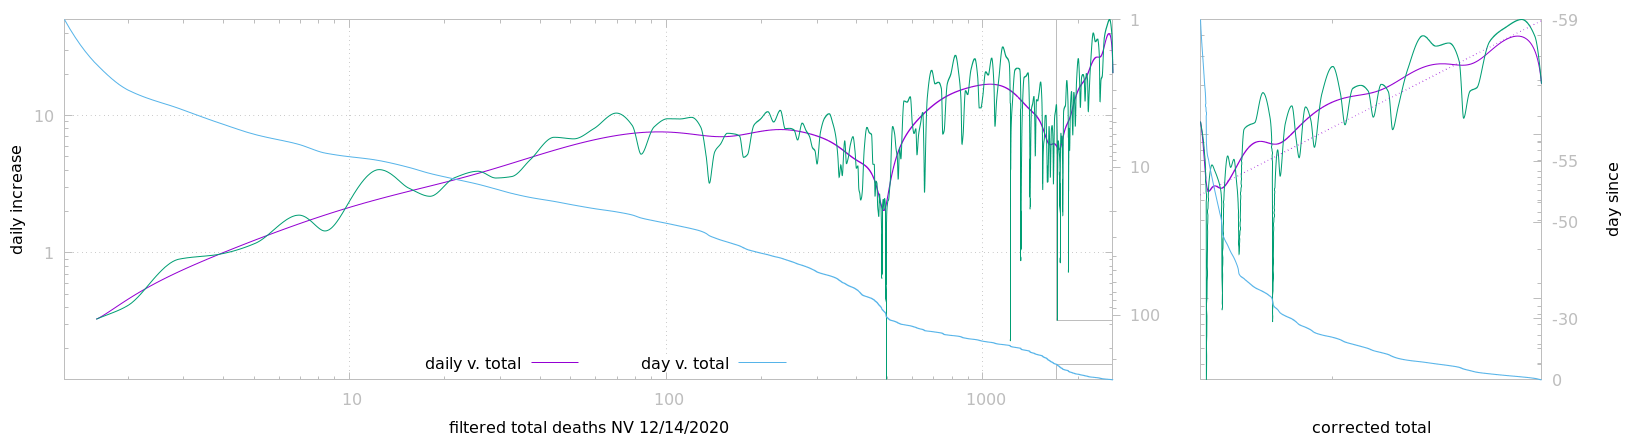 daily increase
10
1
daily v. total
day v. total
10
100
1000
filtered total deaths NV 12/14/2020
1
10
100
-59
-55
-50
-30
0
day since
corrected total